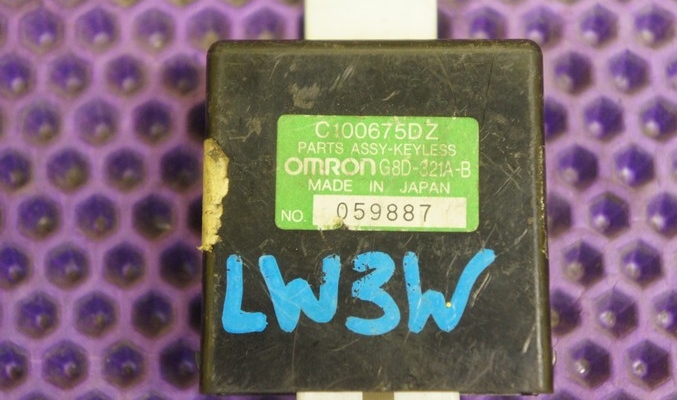 C100675DZ
PARTS ASSY-KEYLESS
OMRON G8D-321A-B
MADE IN JAPAN
NO. 059887
LW3W